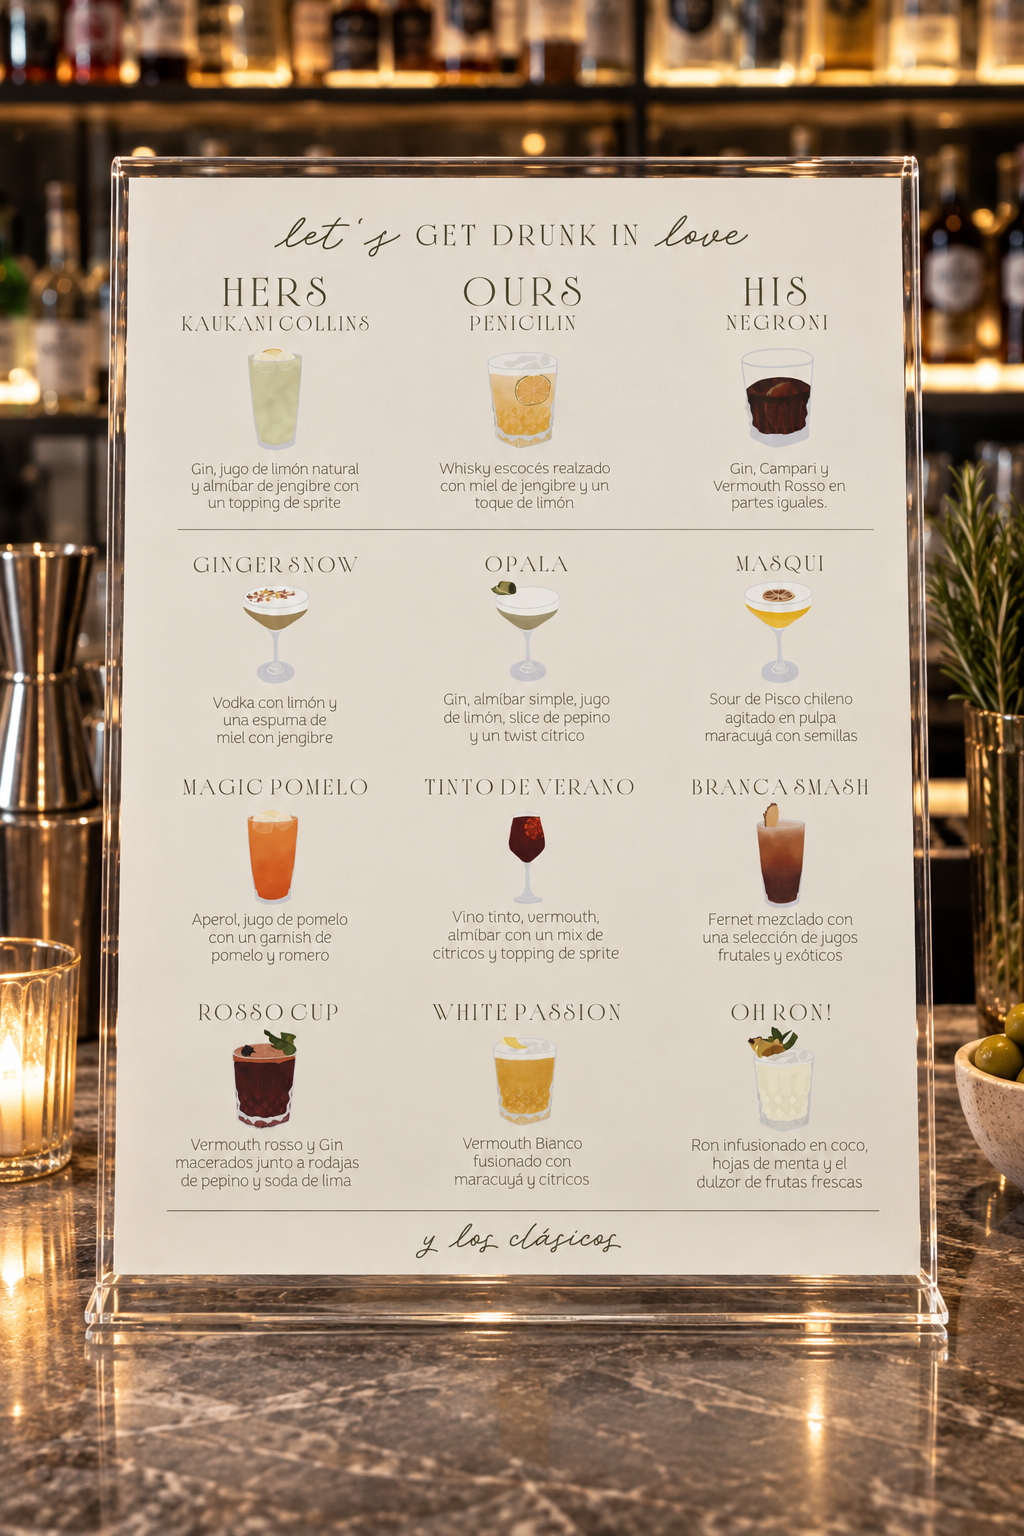 let's GET DRUNK IN love
HERS
KAUKANI COLLINS
Gin, jugo de limón natural
y almíbar de jengibre con
un topping de sprite
OURS
PENICILIN
Whisky escocés realzado
con miel de jengibre y un
toque de limón
HIS
NEGRONI
Gin, Campari y
Vermouth Rosso en
partes iguales.
GINGER SNOW
Vodka con limón y
una espuma de
miel con jengibre
OPALA
Gin, almíbar simple, jugo
de limón, slice de pepino
y un twist cítrico
MASQUI
Sour de Pisco chileno
agitado en pulpa
maracuyá con semillas
MAGIC POMELO
Aperol, jugo de pomelo
con un garnish de
pomelo y romero
TINTO DE VERANO
Vino tinto, vermouth,
almíbar con un mix de
cítricos y topping de sprite
BRANCA SMASH
Fernet mezclado con
una selección de jugos
frutales y exóticos
ROSSO CUP
Vermouth rosso y Gin
macerados junto a rodajas
de pepino y soda de lima
WHITE PASSION
Vermouth Bianco
fusionado con
maracuyá y cítricos
OH RON!
Ron infusionado en coco,
hojas de menta y el
dulzor de frutas frescas
y los clásicos